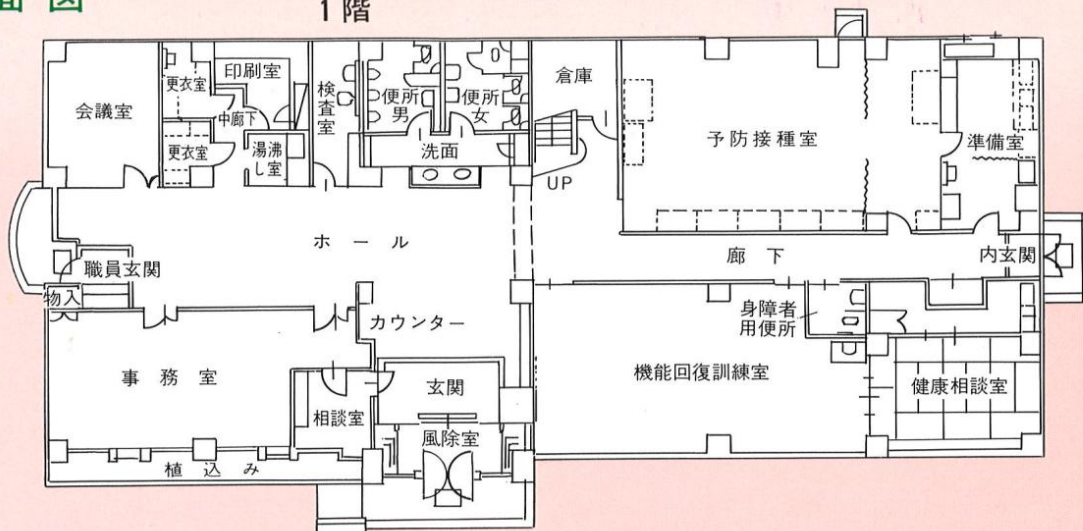 面図
1階
会議室
更衣室
印刷室
中廊下
更衣室
湯沸
し室
検査室
便所
男
便所
女
洗面
倉庫
UP
予防接種室
準備室
ホール
廊下
内玄関
職員玄関
物入
カウンター
身障者
用便所
事務室
相談室
玄関
風除室
機能回復訓練室
健康相談室
植込み